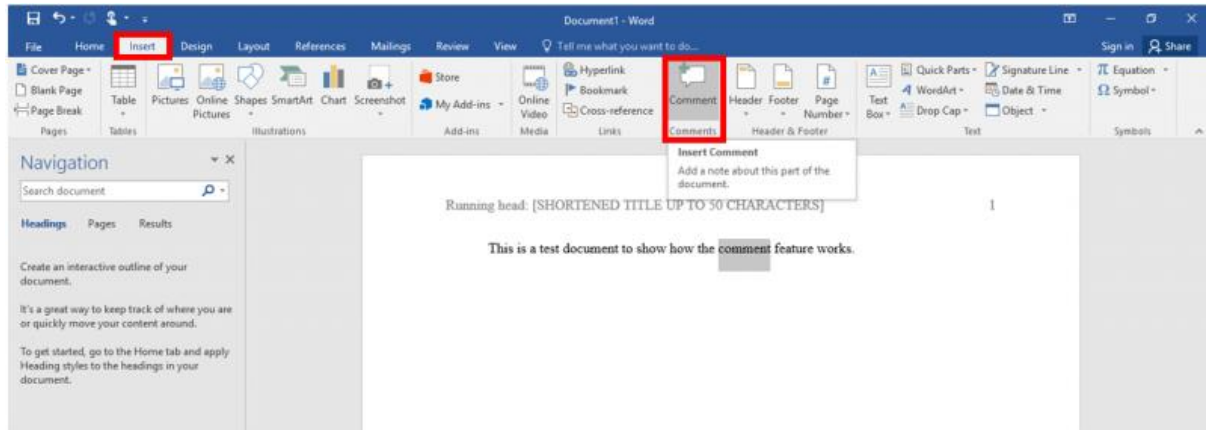 Document1 - Word
File Home Insert Design Layout References Mailings Review View Tell me what you want to do... Sign in Share
Cover Page
Blank Page
Page Break
Pages
Table
Tables
Pictures Online Pictures Shapes SmartArt Chart Screenshot
Illustrations
Store
My Add-ins
Add-ins
Online Video
Media
Hyperlink
Bookmark
Cross-reference
Links
Comment
Comments
Header Footer Page Number
#
Header & Footer
Text Box
A
Quick Parts
WordArt
Drop Cap
Signature Line
Date & Time
Object
Text
π Equation
Ω Symbol
Symbols
Insert Comment
Add a note about this part of the
document.
Navigation
Search document
Headings Pages Results
Create an interactive outline of your
document.
It's a great way to keep track of where you are
or quickly move your content around.
To get started, go to the Home tab and apply
Heading styles to the headings in your
document.
Running head: [SHORTENED TITLE UP TO 50 CHARACTERS] 1
This is a test document to show how the comment feature works.